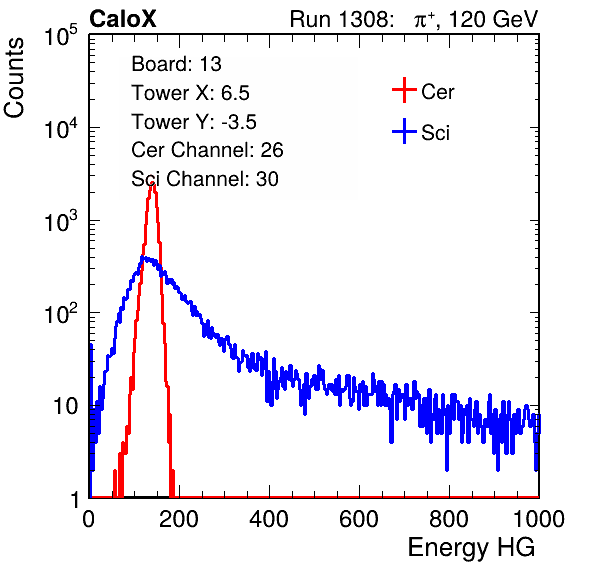 CaloX Run 1308: π⁺, 120 GeV
Counts
10⁵
10⁴
10³
10²
10
1
Board: 13
Tower X: 6.5
Tower Y: -3.5
Cer Channel: 26
Sci Channel: 30
Cer
Sci
0 200 400 600 800 1000
Energy HG